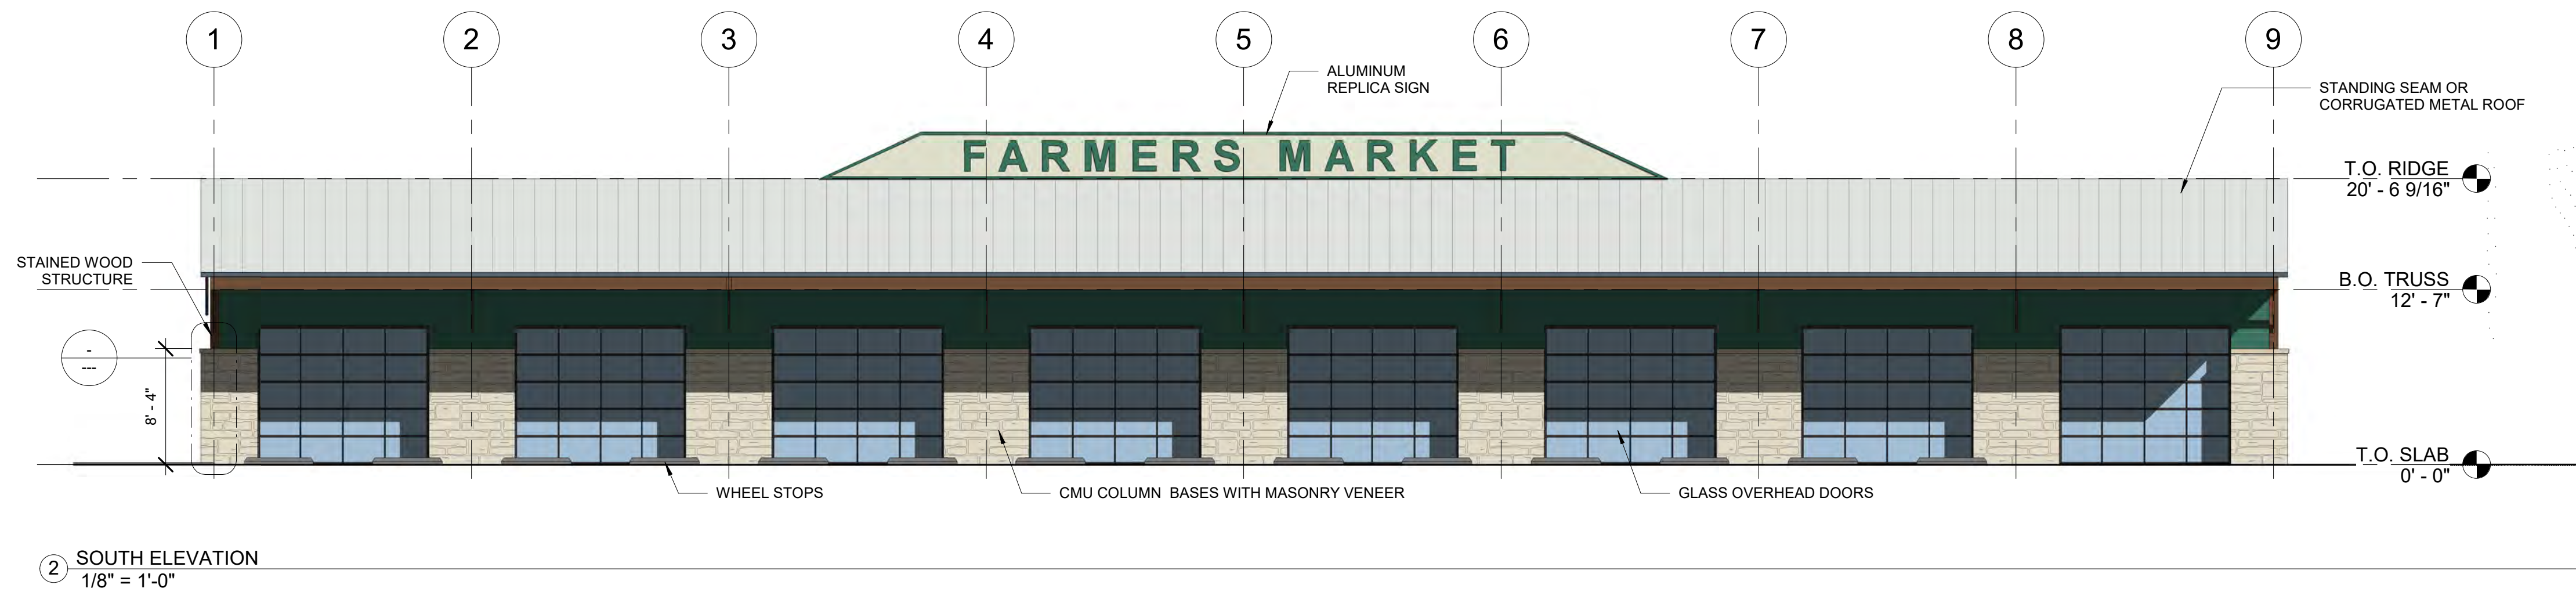 1
2
3
4
5
6
7
8
9
ALUMINUM
REPLICA SIGN
STANDING SEAM OR
CORRUGATED METAL ROOF
FARMERS MARKET
T.O. RIDGE
20' - 6 9/16"
STAINED WOOD
STRUCTURE
B.O. TRUSS
12' - 7"
-
---
8' - 4"
T.O. SLAB
0' - 0"
WHEEL STOPS
CMU COLUMN BASES WITH MASONRY VENEER
GLASS OVERHEAD DOORS
2
SOUTH ELEVATION
1/8" = 1'-0"